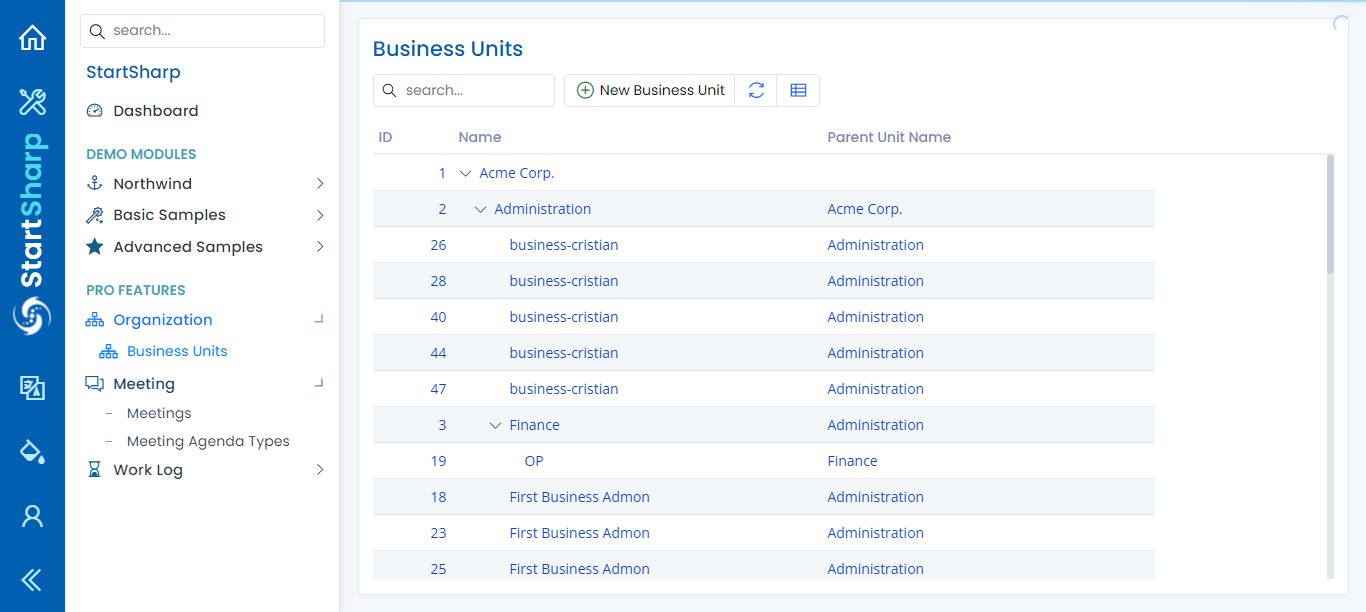 StartSharp
search...
StartSharp
Dashboard
DEMO MODULES
Northwind
Basic Samples
Advanced Samples
PRO FEATURES
Organization
Business Units
Meeting
Meetings
Meeting Agenda Types
Work Log
Business Units
search...
New Business Unit
ID Name Parent Unit Name
1 Acme Corp.
2 Administration Acme Corp.
26 business-cristian Administration
28 business-cristian Administration
40 business-cristian Administration
44 business-cristian Administration
47 business-cristian Administration
3 Finance Administration
19 OP Finance
18 First Business Admon Administration
23 First Business Admon Administration
25 First Business Admon Administration